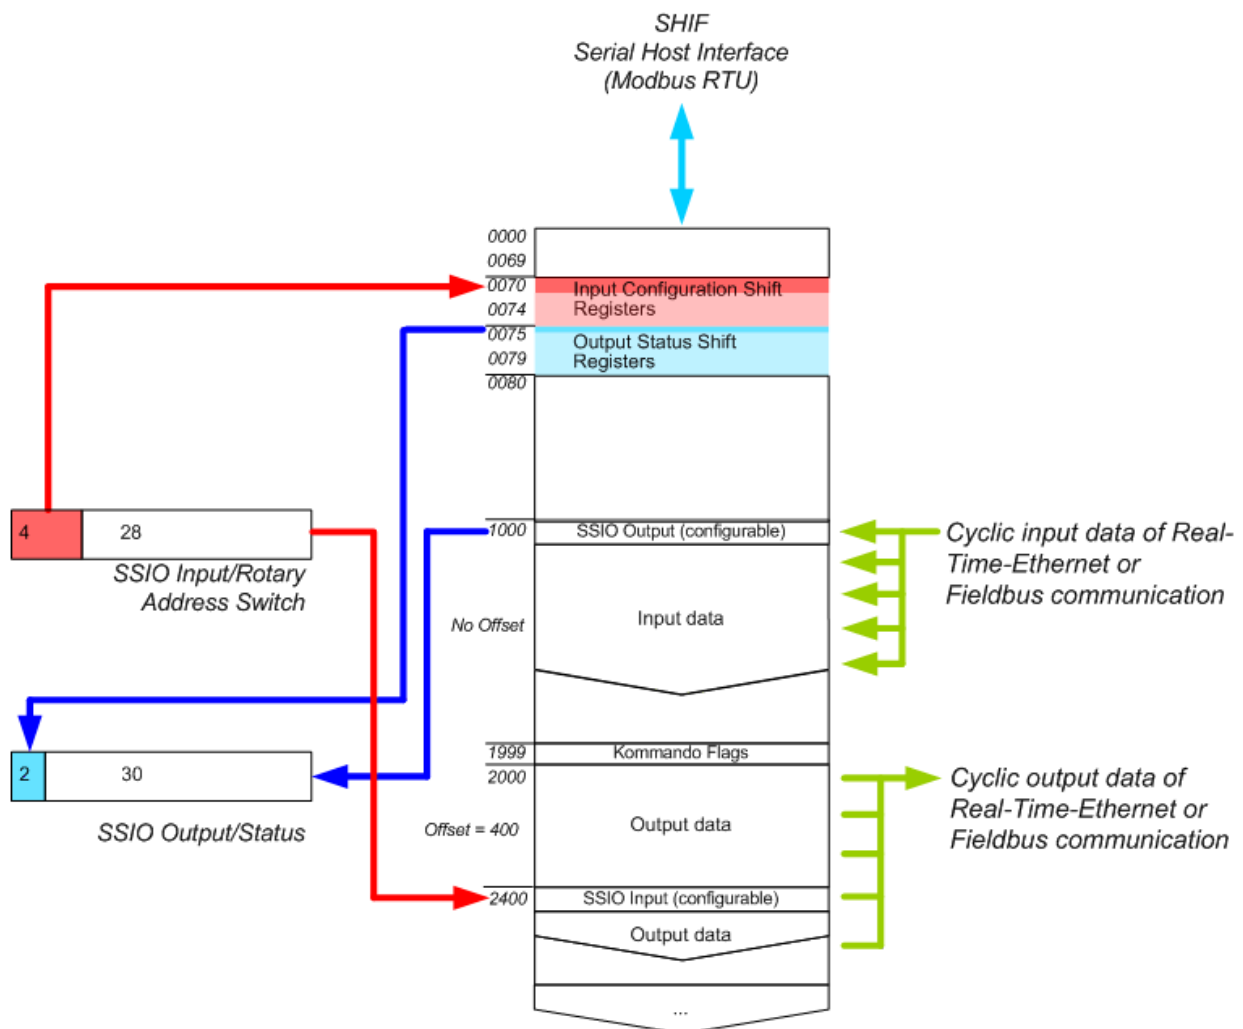 SHIF
Serial Host Interface
(Modbus RTU)
0000
0069
0070
Input Configuration Shift
0074
Registers
0075
Output Status Shift
0079
Registers
0080
4
28
SSIO Input/Rotary
Address Switch
1000
SSIO Output (configurable)
Cyclic input data of Real-
Time-Ethernet or
Fieldbus communication
No Offset
Input data
2
30
SSIO Output/Status
1999
Kommando Flags
2000
Cyclic output data of
Real-Time-Ethernet or
Fieldbus communication
Offset = 400
Output data
2400
SSIO Input (configurable)
Output data
...